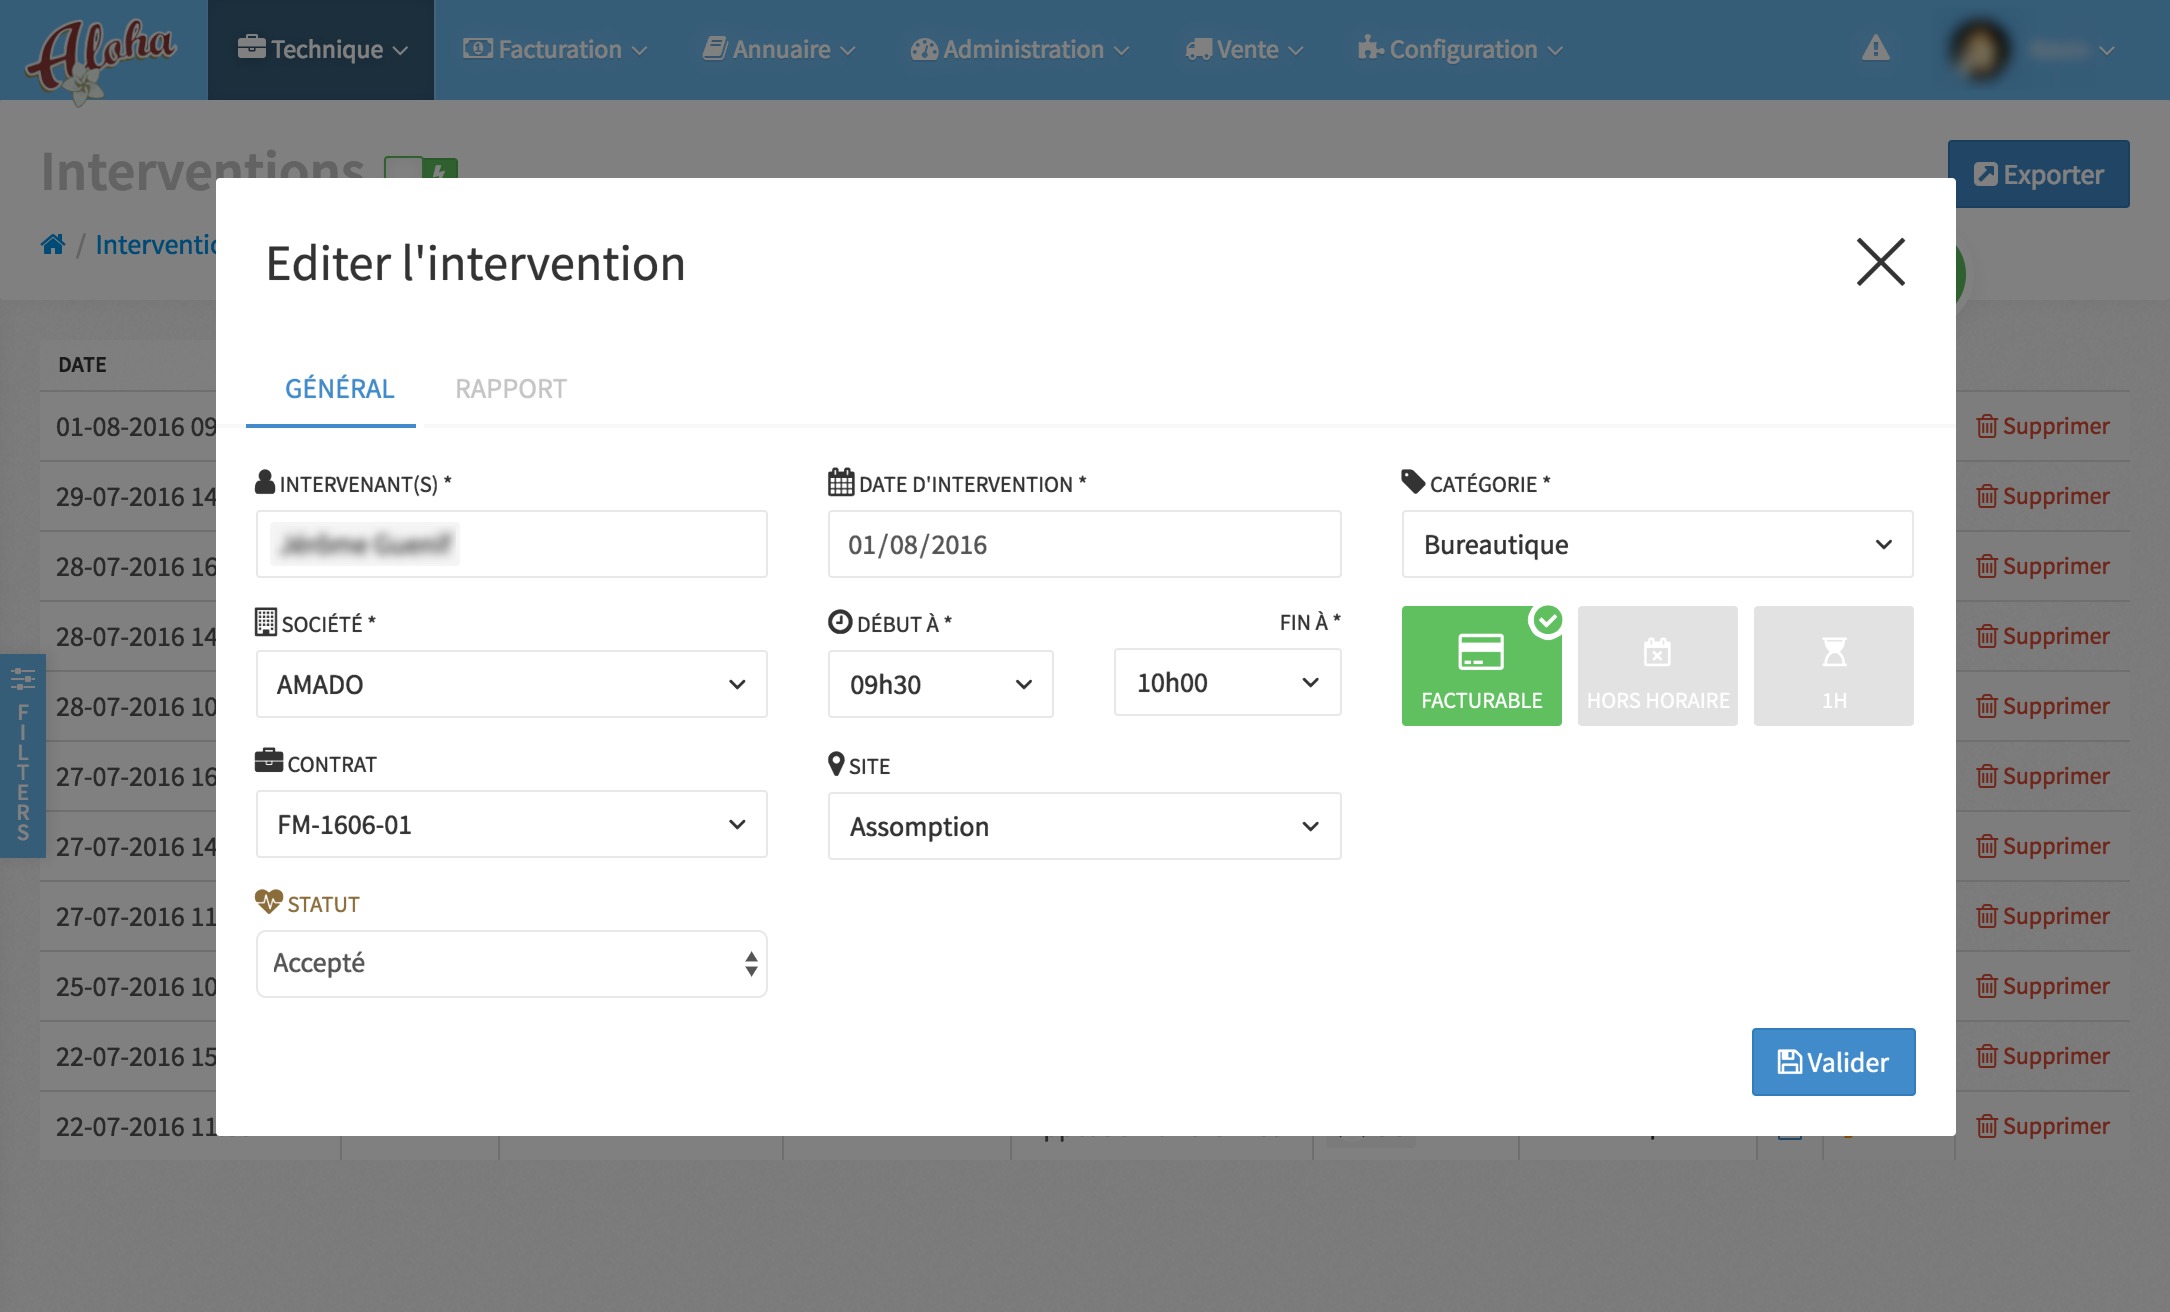 Aloha
Technique
Facturation
Annuaire
Administration
Vente
Configuration
Interventions
Exporter
/ Interventio
Editer l'intervention
DATE
GÉNÉRAL
RAPPORT
01-08-2016 09
Supprimer
INTERVENANT(S) *
DATE D'INTERVENTION *
CATÉGORIE *
29-07-2016 14
Supprimer
01/08/2016
Bureautique
28-07-2016 16
Supprimer
SOCIÉTÉ *
DÉBUT À *
FIN À *
28-07-2016 14
Supprimer
AMADO
09h30
10h00
FACTURABLE
HORS HORAIRE
1H
28-07-2016 10
Supprimer
FILTERS
CONTRAT
SITE
27-07-2016 16
Supprimer
FM-1606-01
Assomption
27-07-2016 14
Supprimer
STATUT
27-07-2016 11
Supprimer
Accepté
25-07-2016 10
Supprimer
22-07-2016 15
Supprimer
Valider
22-07-2016 11
Supprimer